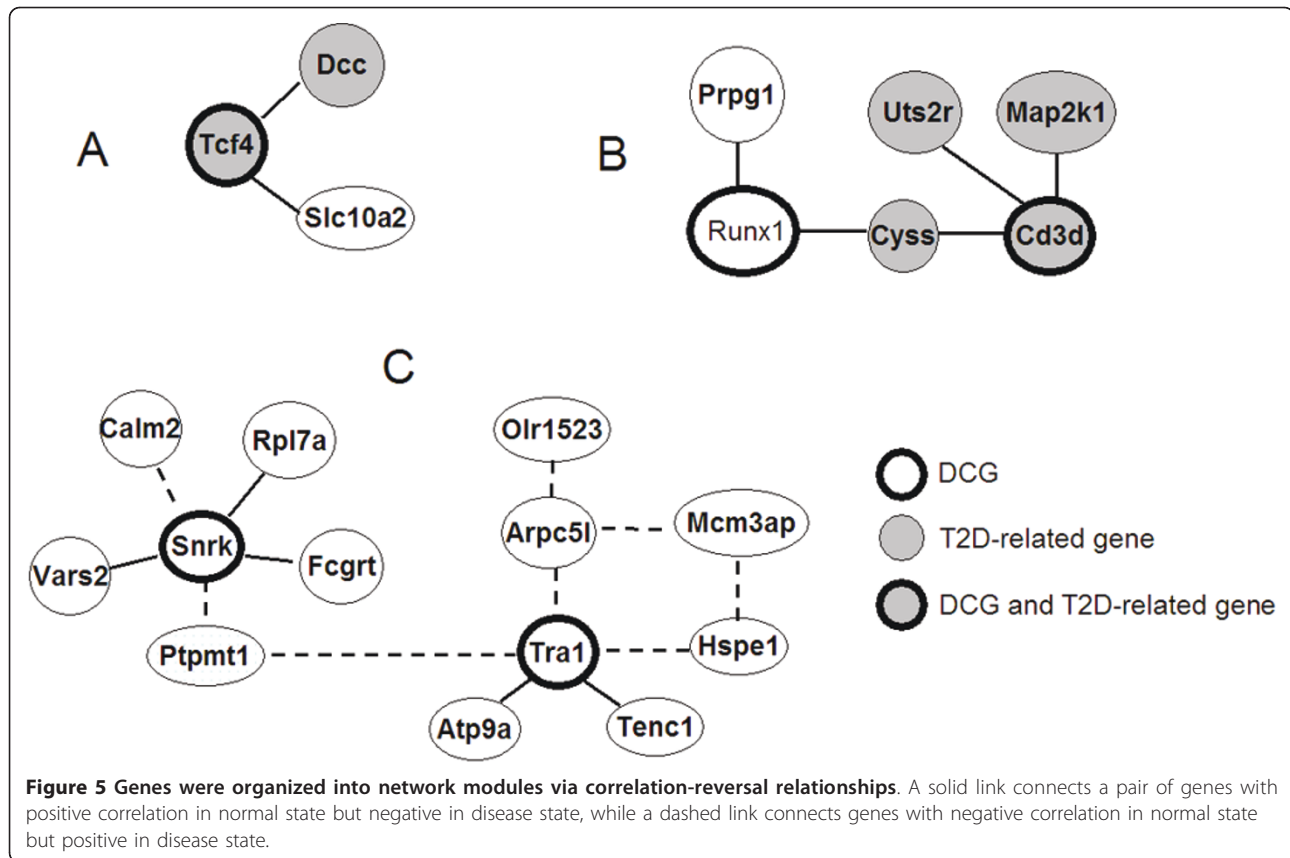 A
Dcc
Tcf4
Slc10a2
B
Prpg1
Uts2r
Map2k1
Runx1
Cyss
Cd3d
C
Calm2
Rpl7a
Snrk
Vars2
Fcgrt
Ptpmt1
Olr1523
Arpc5l
Mcm3ap
Tra1
Hspe1
Atp9a
Tenc1
DCG
T2D-related gene
DCG and T2D-related gene
Figure 5 Genes were organized into network modules via correlation-reversal relationships. A solid link connects a pair of genes with
positive correlation in normal state but negative in disease state, while a dashed link connects genes with negative correlation in normal state
but positive in disease state.